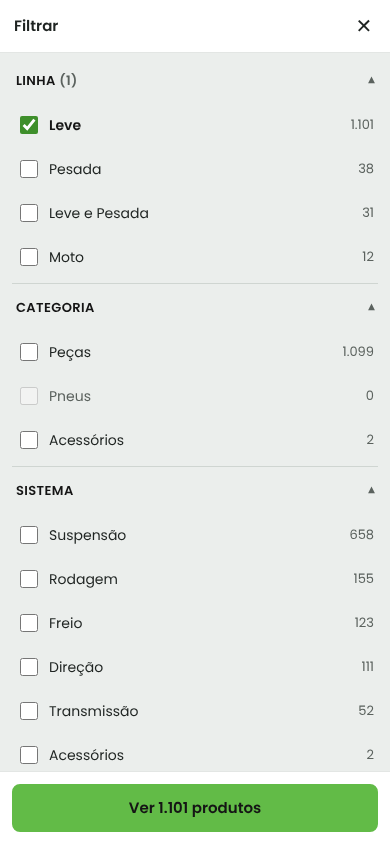 Filtrar ✕
LINHA (1) ▲
Leve 1.101
Pesada 38
Leve e Pesada 31
Moto 12
CATEGORIA ▲
Peças 1.099
Pneus 0
Acessórios 2
SISTEMA ▲
Suspensão 658
Rodagem 155
Freio 123
Direção 111
Transmissão 52
Acessórios 2
Ver 1.101 produtos